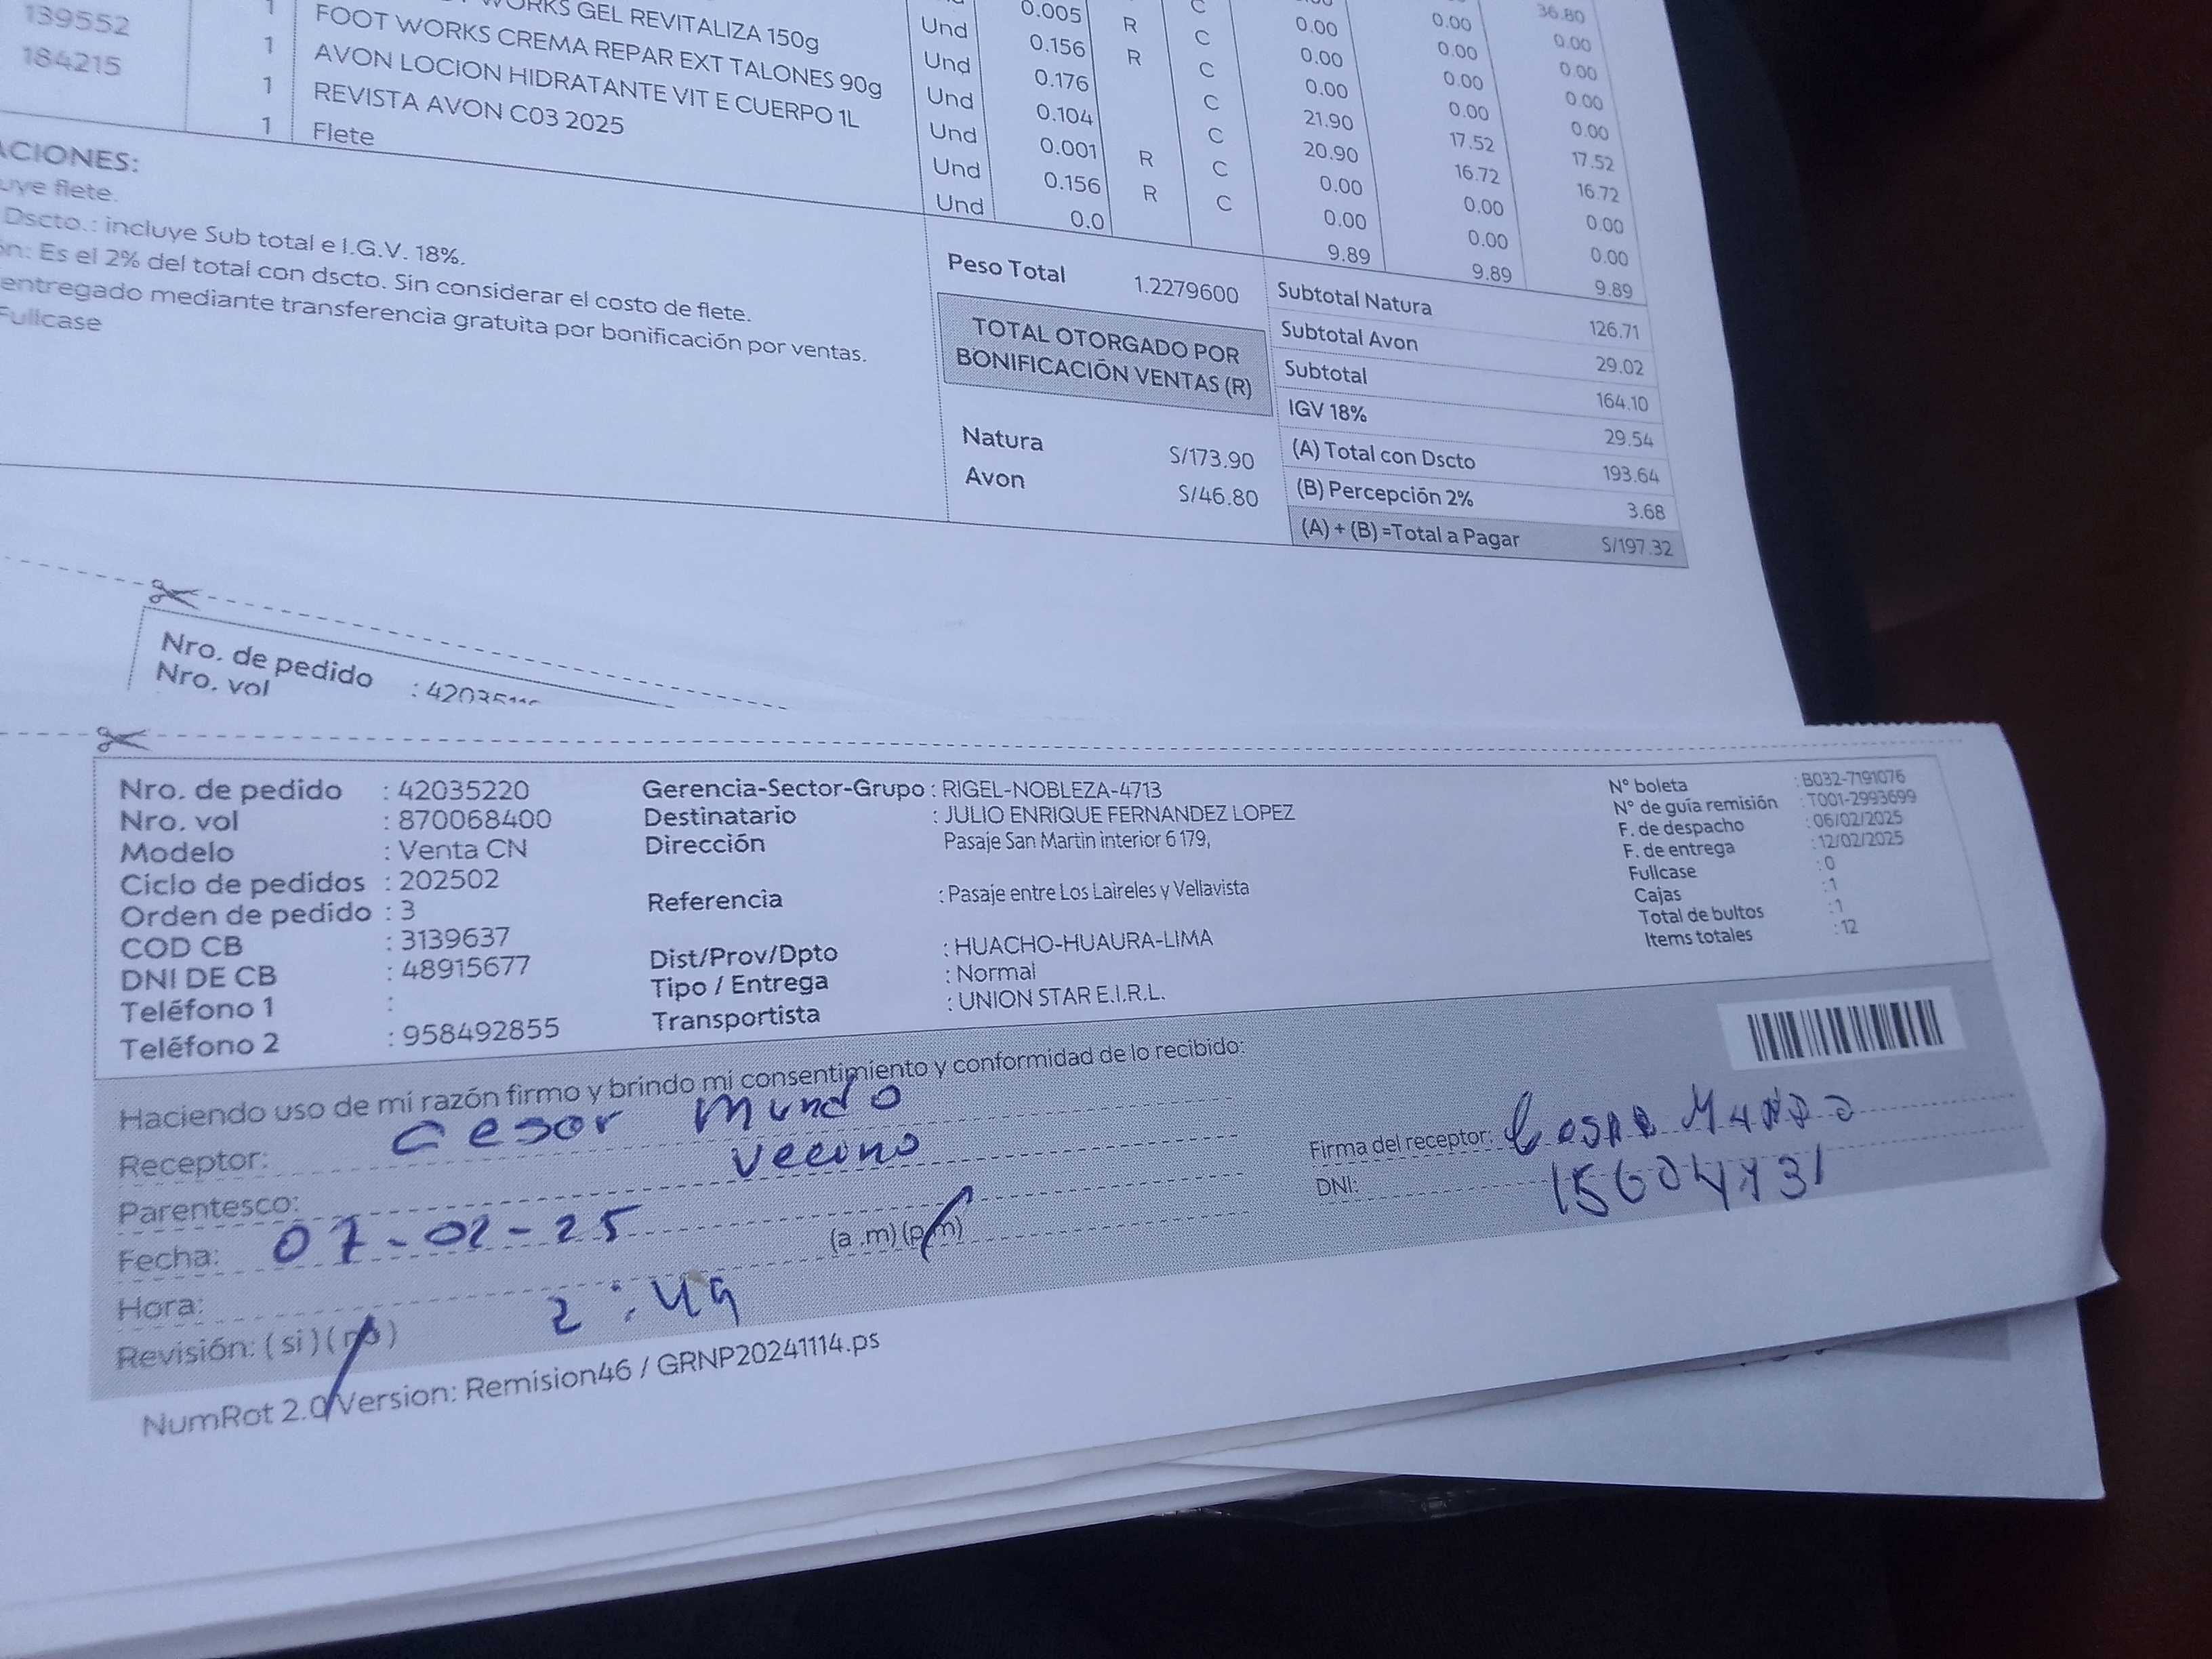 139552
184215
1 WORKS GEL REVITALIZA 150g Und 0.005 R C 0.00 0.00 36.80
1 FOOT WORKS CREMA REPAR EXT TALONES 90g Und 0.156 R C 0.00 0.00 0.00
1 AVON LOCION HIDRATANTE VIT E CUERPO 1L Und 0.176 C 0.00 0.00 0.00
1 REVISTA AVON C03 2025 Und 0.104 C 21.90 0.00 0.00
1 Flete Und 0.001 R C 20.90 17.52 0.00
Und 0.156 R C 0.00 16.72 17.52
Und 0.0 C 0.00 0.00 16.72
9.89 0.00 0.00
9.89 0.00
9.89
ACIONES:
uye flete.
Dscto.: incluye Sub total e I.G.V. 18%.
ón: Es el 2% del total con dscto. Sin considerar el costo de flete.
entregado mediante transferencia gratuita por bonificación por ventas.
Fullcase
Peso Total 1.2279600
TOTAL OTORGADO POR
BONIFICACIÓN VENTAS (R)
Natura S/173.90
Avon S/46.80
Subtotal Natura 126.71
Subtotal Avon 29.02
Subtotal 164.10
IGV 18% 29.54
(A) Total con Dscto 193.64
(B) Percepción 2% 3.68
(A) + (B) =Total a Pagar S/197.32
Nro. de pedido
Nro. vol
Nro. de pedido : 42035220
Nro. vol : 870068400
Modelo : Venta CN
Ciclo de pedidos : 202502
Orden de pedido : 3
COD CB : 3139637
DNI DE CB : 48915677
Teléfono 1 :
Teléfono 2 : 958492855
Gerencia-Sector-Grupo : RIGEL-NOBLEZA-4713
Destinatario : JULIO ENRIQUE FERNANDEZ LOPEZ
Dirección Pasaje San Martin interior 6 179,
Referencia : Pasaje entre Los Laireles y Vellavista
Dist/Prov/Dpto : HUACHO-HUAURA-LIMA
Tipo / Entrega : Normal
Transportista : UNION STAR E.I.R.L.
N° boleta : B032-7191076
N° de guía remisión : T001-2993699
F. de despacho : 06/02/2025
F. de entrega : 12/02/2025
Fullcase : 0
Cajas : 1
Total de bultos : 1
Items totales : 12
Haciendo uso de mi razón firmo y brindo mi consentimiento y conformidad de lo recibido:
Receptor: cesar mundo
Parentesco: vecino
Fecha: 07-02-25
Hora: 2:49 (a.m) (p.m)
Revisión: ( si ) ( no )
Firma del receptor:
DNI:
NumRot 2.0/Version: Remision46 / GRNP20241114.ps